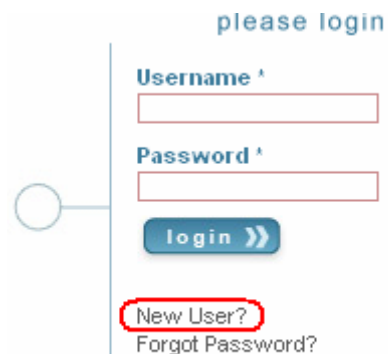 please login
Username *
Password *
login
New User?
Forgot Password?